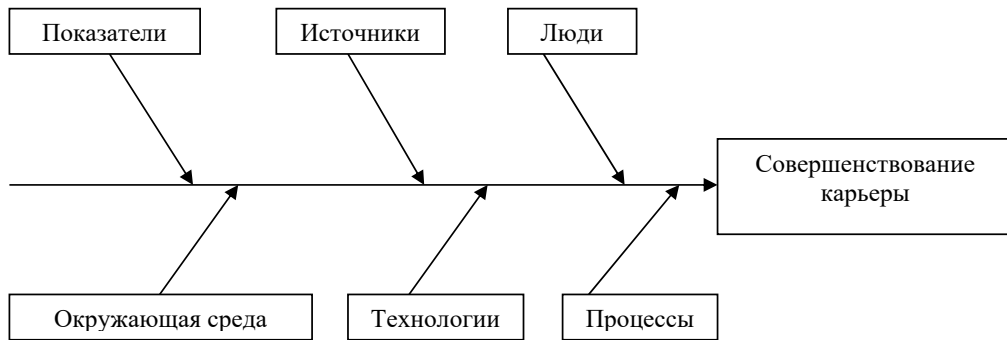 Показатели
Источники
Люди
Совершенствование
карьеры
Окружающая среда
Технологии
Процессы